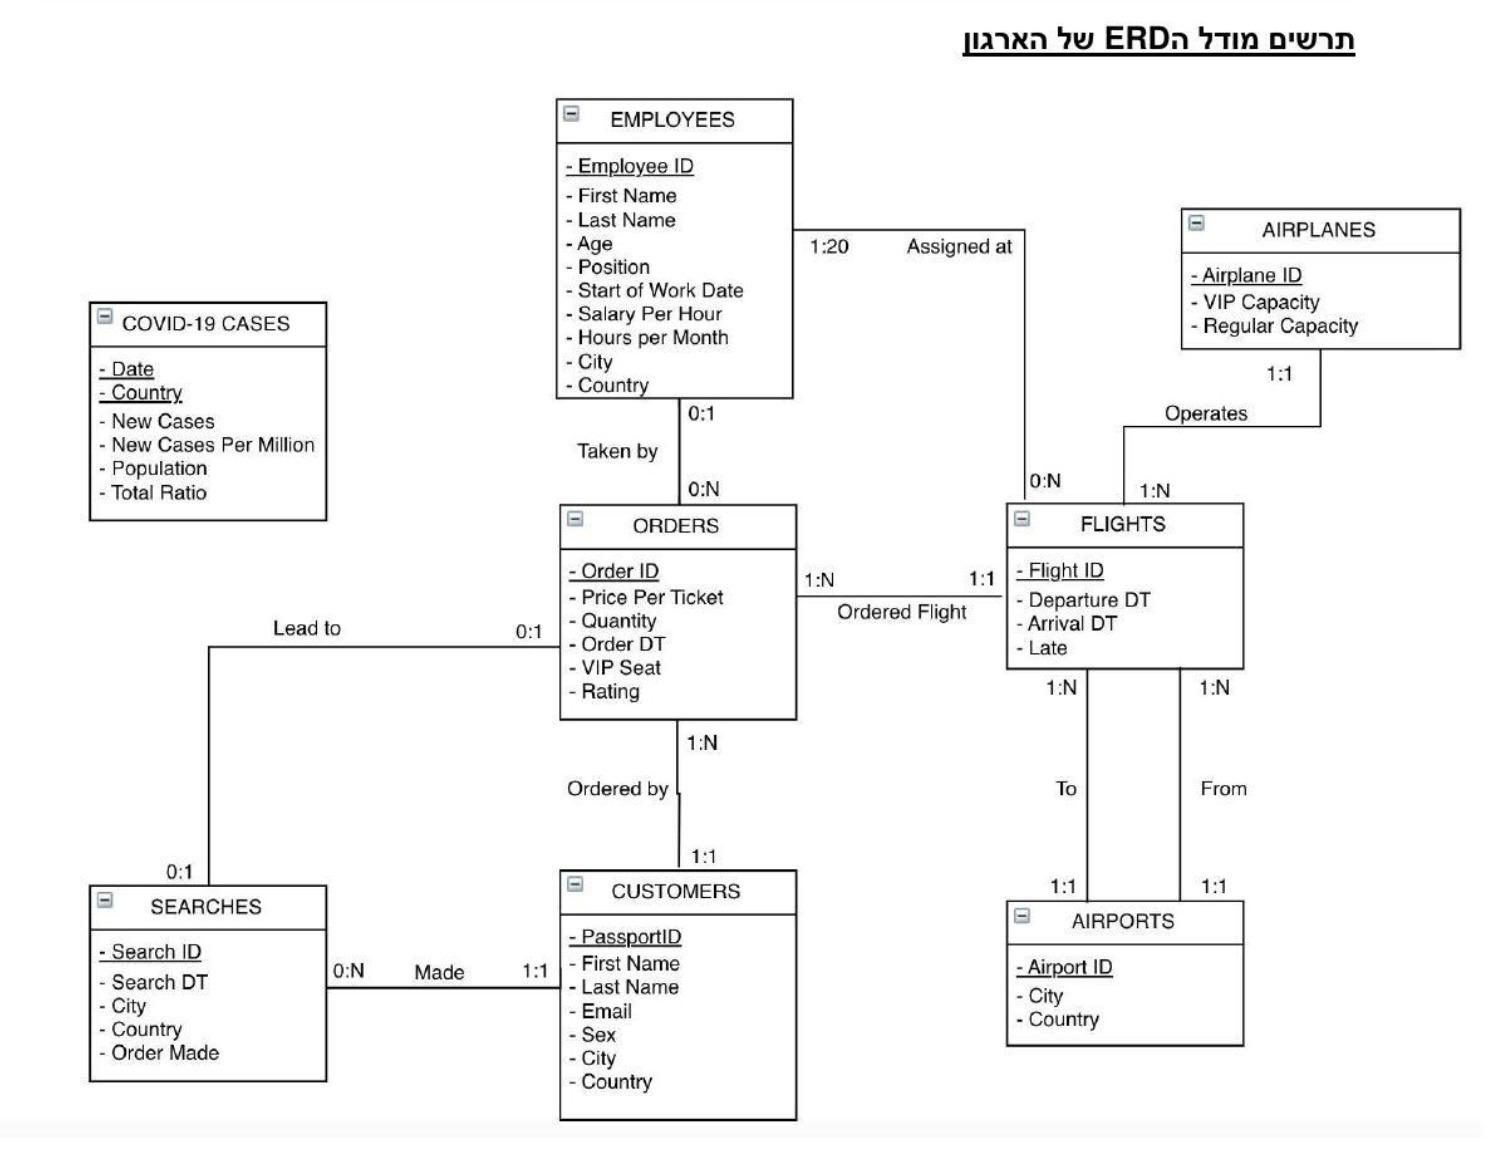 תרשים מודל הERD של הארגון
EMPLOYEES
- Employee ID
- First Name
- Last Name
- Age
- Position
- Start of Work Date
- Salary Per Hour
- Hours per Month
- City
- Country
1:20
Assigned at
AIRPLANES
- Airplane ID
- VIP Capacity
- Regular Capacity
1:1
Operates
COVID-19 CASES
- Date
- Country
- New Cases
- New Cases Per Million
- Population
- Total Ratio
0:1
Taken by
0:N
0:N
1:N
ORDERS
- Order ID
- Price Per Ticket
- Quantity
- Order DT
- VIP Seat
- Rating
1:N
1:1
Ordered Flight
FLIGHTS
- Flight ID
- Departure DT
- Arrival DT
- Late
Lead to
0:1
0:1
1:N
Ordered by
1:1
1:N
1:N
To
From
1:1
1:1
SEARCHES
- Search ID
- Search DT
- City
- Country
- Order Made
0:N
Made
1:1
CUSTOMERS
- PassportID
- First Name
- Last Name
- Email
- Sex
- City
- Country
AIRPORTS
- Airport ID
- City
- Country